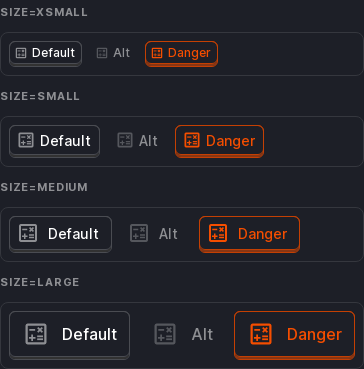 SIZE=XSMALL
Default Alt Danger
SIZE=SMALL
Default Alt Danger
SIZE=MEDIUM
Default Alt Danger
SIZE=LARGE
Default Alt Danger